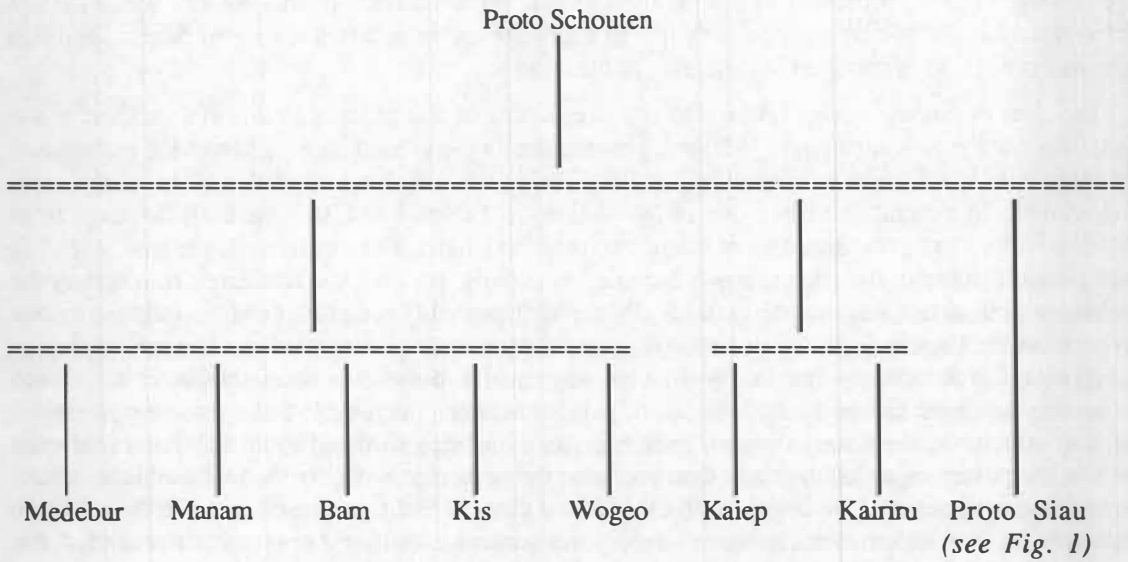 Proto Schouten
Medebur Manam Bam Kis Wogeo Kaiep Kairiru Proto Siau
(see Fig. 1)